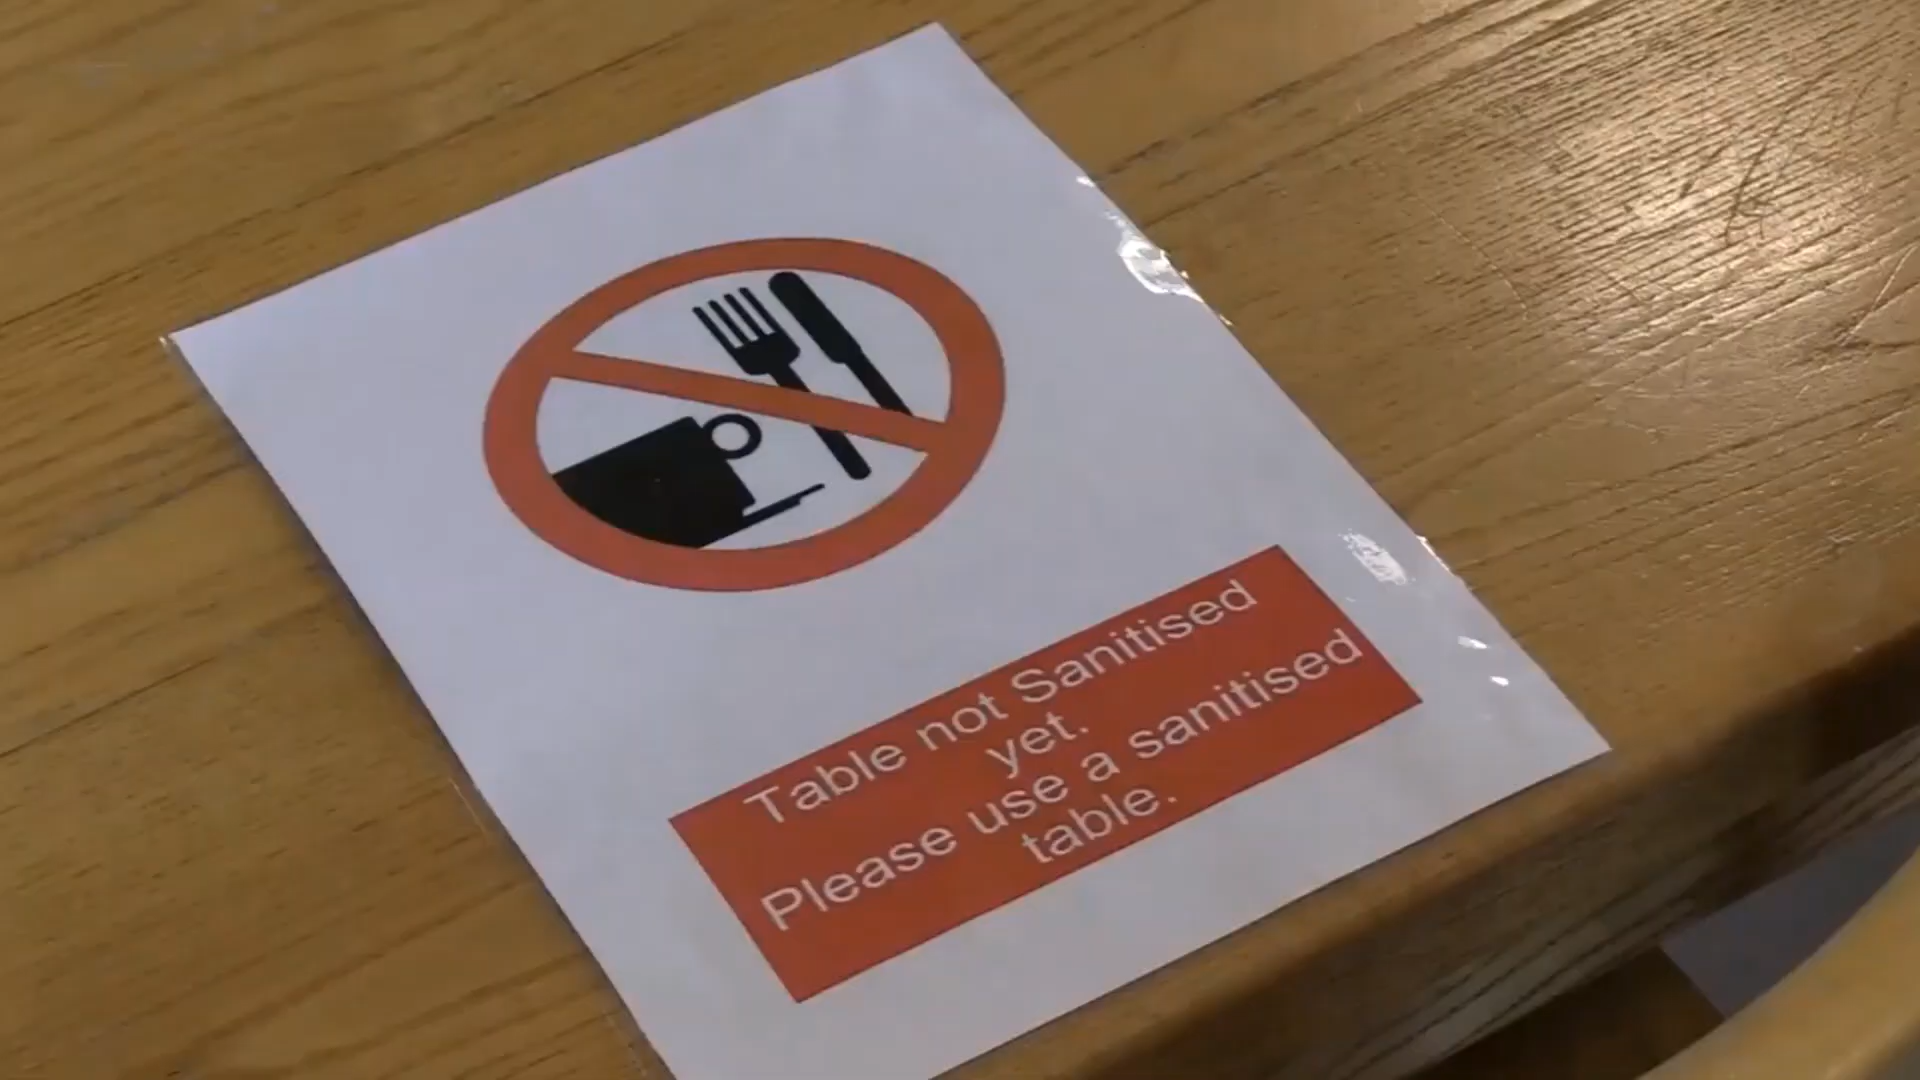 Table not Sanitised
yet.
Please use a sanitised
table.